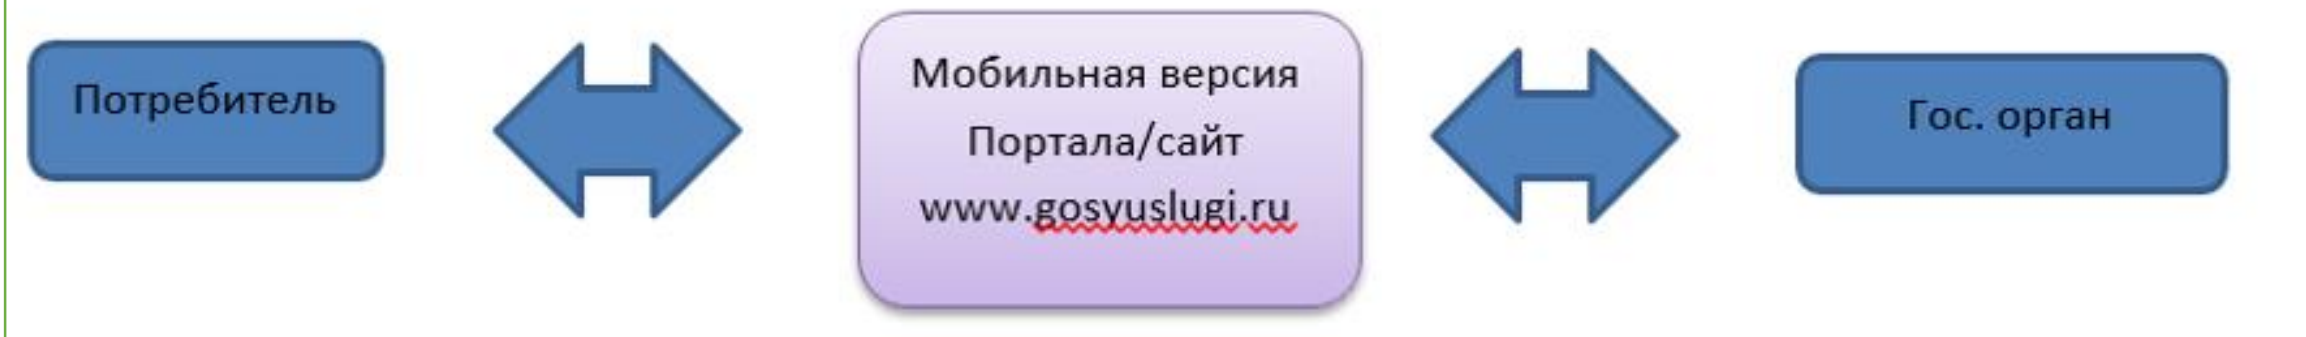 Потребитель
Мобильная версия
Портала/сайт
www.gosyuslugi.ru
Гос. орган